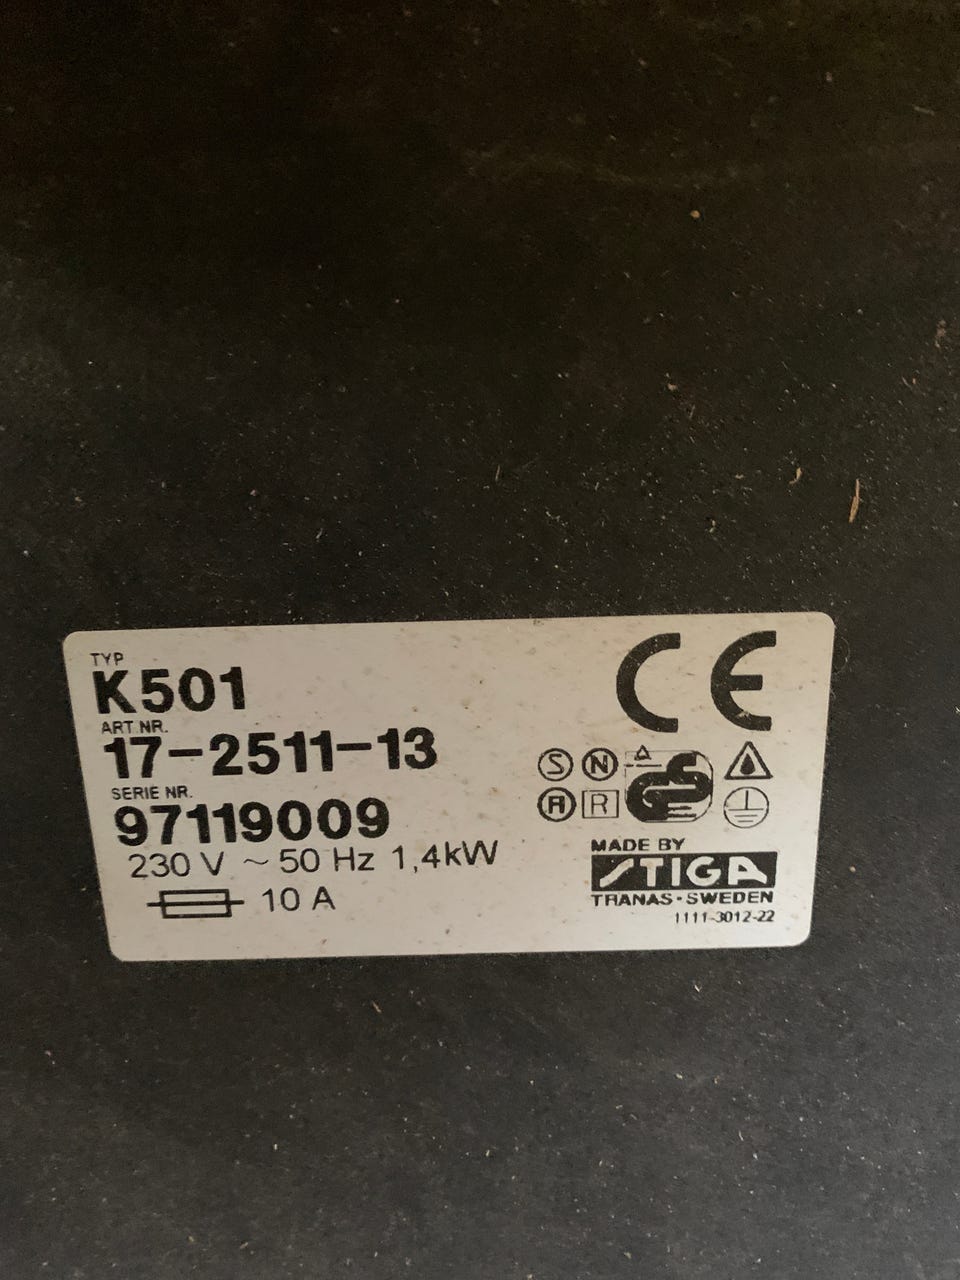 TYP
K501
ART.NR.
17-2511-13
SERIE NR.
97119009
230 V ~ 50 Hz 1,4kW
10 A
CE
S N
R
MADE BY
STIGA
TRANAS·SWEDEN
1111-3012-22